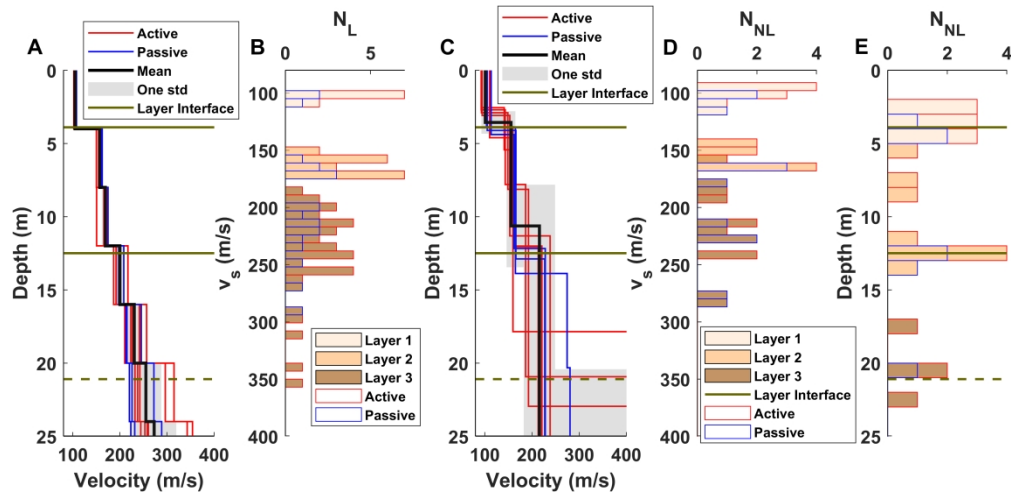 A
Active
Passive
Mean
One std
Layer Interface
0
5
10
15
20
25
Depth (m)
100 200 300 400
Velocity (m/s)
B
N_L
0 5
100
150
200
250
300
350
400
v_s (m/s)
Layer 1
Layer 2
Layer 3
Active
Passive
C
Active
Passive
Mean
One std
Layer Interface
0
5
10
15
20
25
Depth (m)
100 200 300 400
Velocity (m/s)
D
N_NL
0 2 4
100
150
200
250
300
350
400
v_s (m/s)
Layer 1
Layer 2
Layer 3
Layer Interface
Active
Passive
E
N_NL
0 2 4
0
5
10
15
20
25
Depth (m)